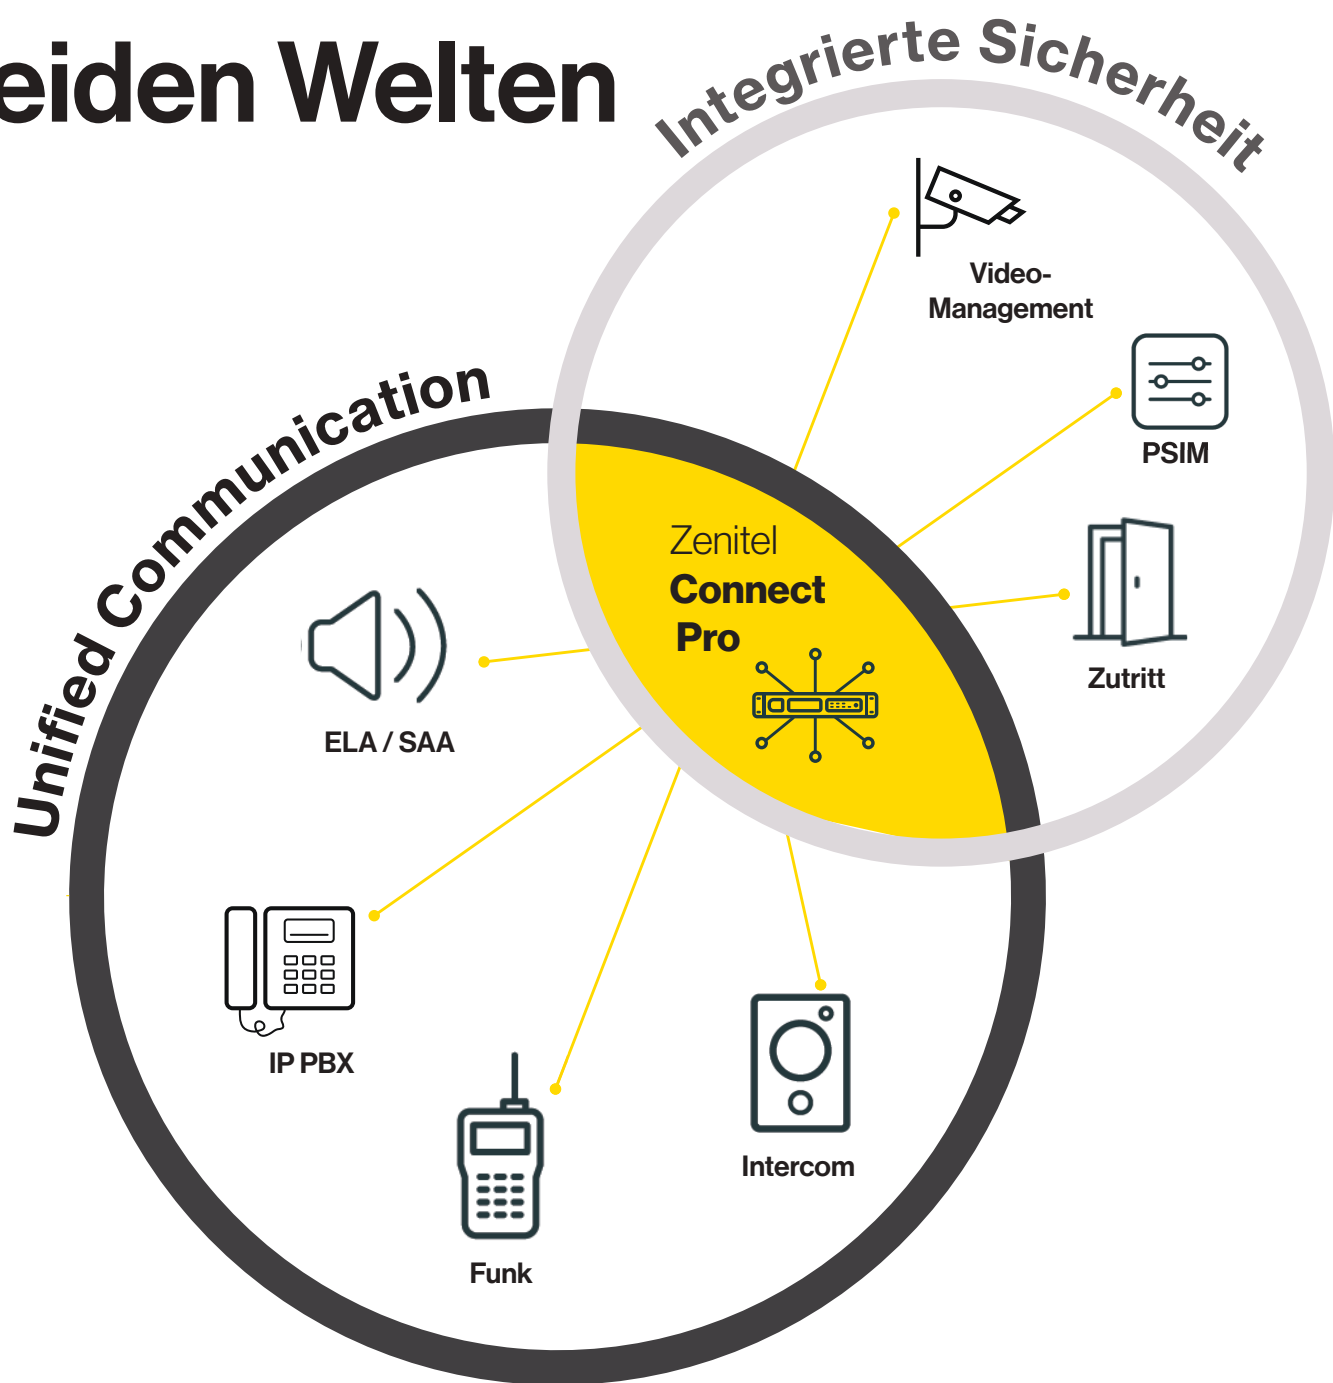 eiden Welten
Integrierte Sicherheit
Video-
Management
PSIM
Zutritt
Unified Communication
Zenitel
Connect
Pro
ELA / SAA
IP PBX
Funk
Intercom